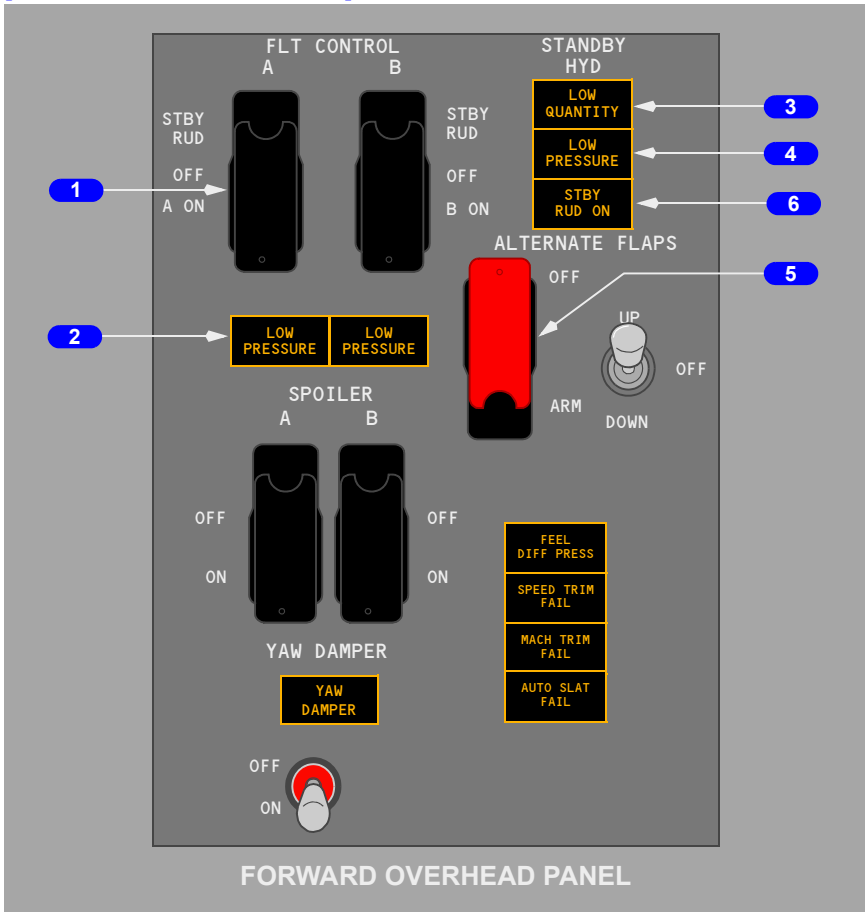 FLT CONTROL
A B
STANDBY
HYD
LOW
QUANTITY
3
STBY
RUD
STBY
RUD
LOW
PRESSURE
4
OFF
OFF
STBY
RUD ON
6
1
A ON
B ON
ALTERNATE FLAPS
OFF
5
UP
2
LOW
PRESSURE
LOW
PRESSURE
OFF
SPOILER
A B
ARM
DOWN
OFF
OFF
ON
ON
FEEL
DIFF PRESS
SPEED TRIM
FAIL
MACH TRIM
FAIL
AUTO SLAT
FAIL
YAW DAMPER
YAW
DAMPER
OFF
ON
FORWARD OVERHEAD PANEL